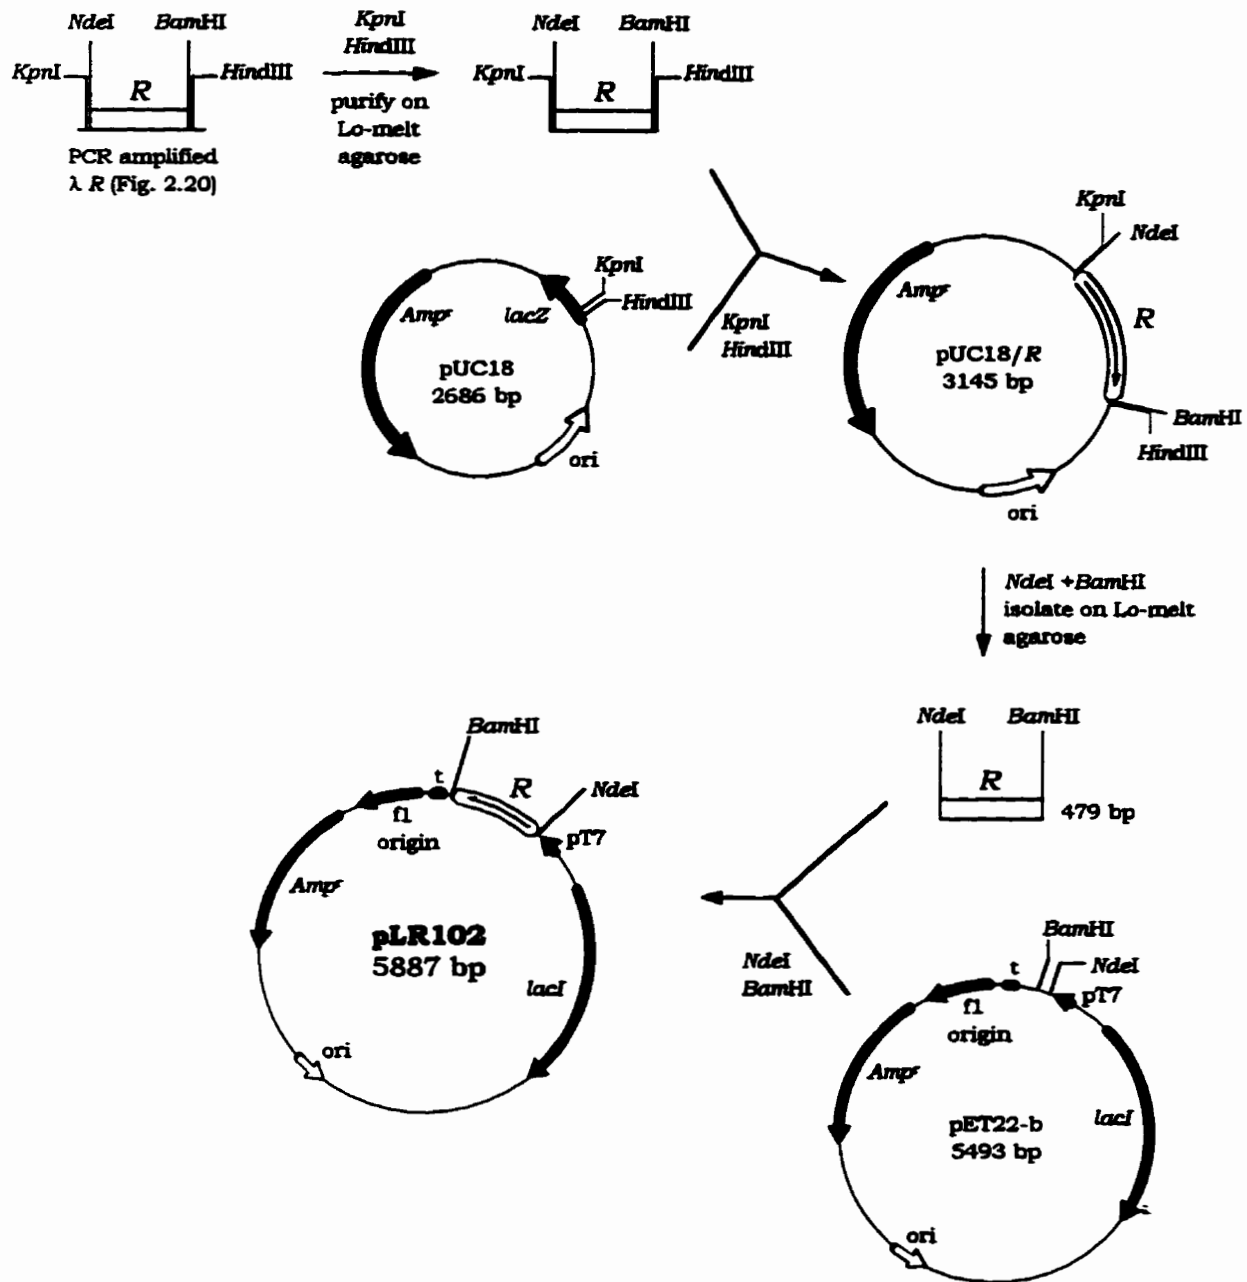 NdeI BamHI
KpnI HindIII
R
PCR amplified
λ R (Fig. 2.20)
KpnI
HindIII
purify on
Lo-melt
agarose
NdeI BamHI
KpnI HindIII
R
KpnI
HindIII
Ampr lacZ
pUC18
2686 bp
ori
KpnI
HindIII
KpnI
NdeI
Ampr
R
pUC18/R
3145 bp
BamHI
HindIII
ori
NdeI +BamHI
isolate on Lo-melt
agarose
NdeI BamHI
R
479 bp
BamHI
t R NdeI
f1
origin
pT7
Ampr
pLR102
5887 bp
lacI
ori
NdeI
BamHI
BamHI
t NdeI
f1
origin
pT7
Ampr
lacI
pET22-b
5493 bp
ori